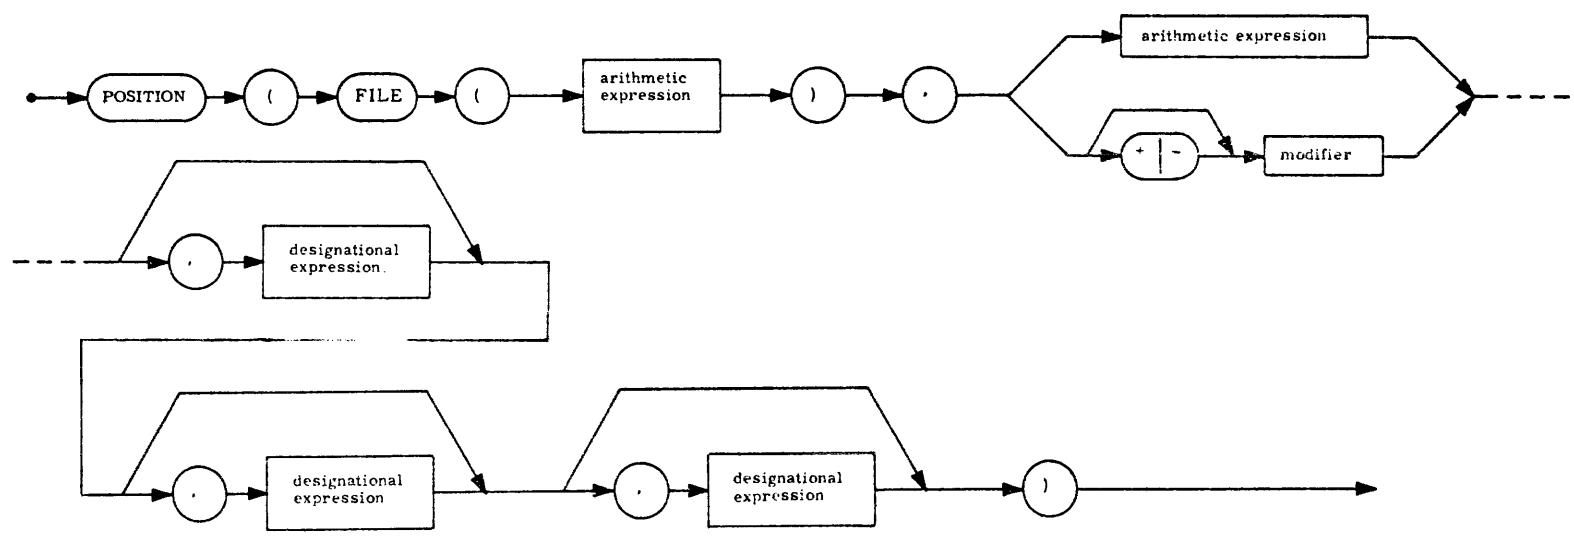 arithmetic expression
POSITION ( FILE ( arithmetic expression ) ,
+ | - modifier
, designational expression
, designational expression , designational expression )